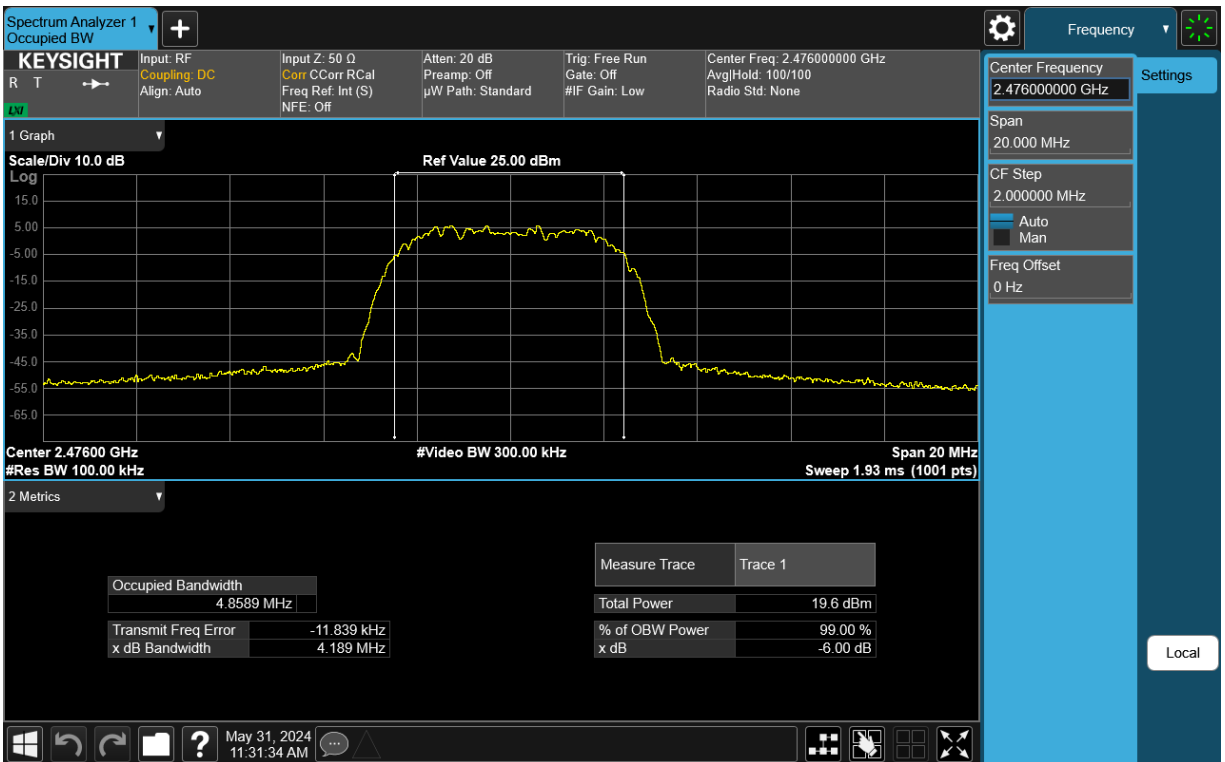 Spectrum Analyzer 1
Occupied BW
Frequency
KEYSIGHT
R T
LXI
Input: RF
Coupling: DC
Align: Auto
Input Z: 50 Ω
Corr CCorr RCal
Freq Ref: Int (S)
NFE: Off
Atten: 20 dB
Preamp: Off
µW Path: Standard
Trig: Free Run
Gate: Off
#IF Gain: Low
Center Freq: 2.476000000 GHz
Avg|Hold: 100/100
Radio Std: None
Center Frequency
2.476000000 GHz
Settings
Span
20.000 MHz
CF Step
2.000000 MHz
Auto
Man
Freq Offset
0 Hz
1 Graph
Scale/Div 10.0 dB
Ref Value 25.00 dBm
Log
15.0
5.00
-5.00
-15.0
-25.0
-35.0
-45.0
-55.0
-65.0
Center 2.47600 GHz
#Video BW 300.00 kHz
Span 20 MHz
#Res BW 100.00 kHz
Sweep 1.93 ms (1001 pts)
2 Metrics
Measure Trace Trace 1
Occupied Bandwidth
4.8589 MHz
Total Power 19.6 dBm
Transmit Freq Error -11.839 kHz
% of OBW Power 99.00 %
x dB Bandwidth 4.189 MHz
x dB -6.00 dB
Local
?
May 31, 2024
11:31:34 AM